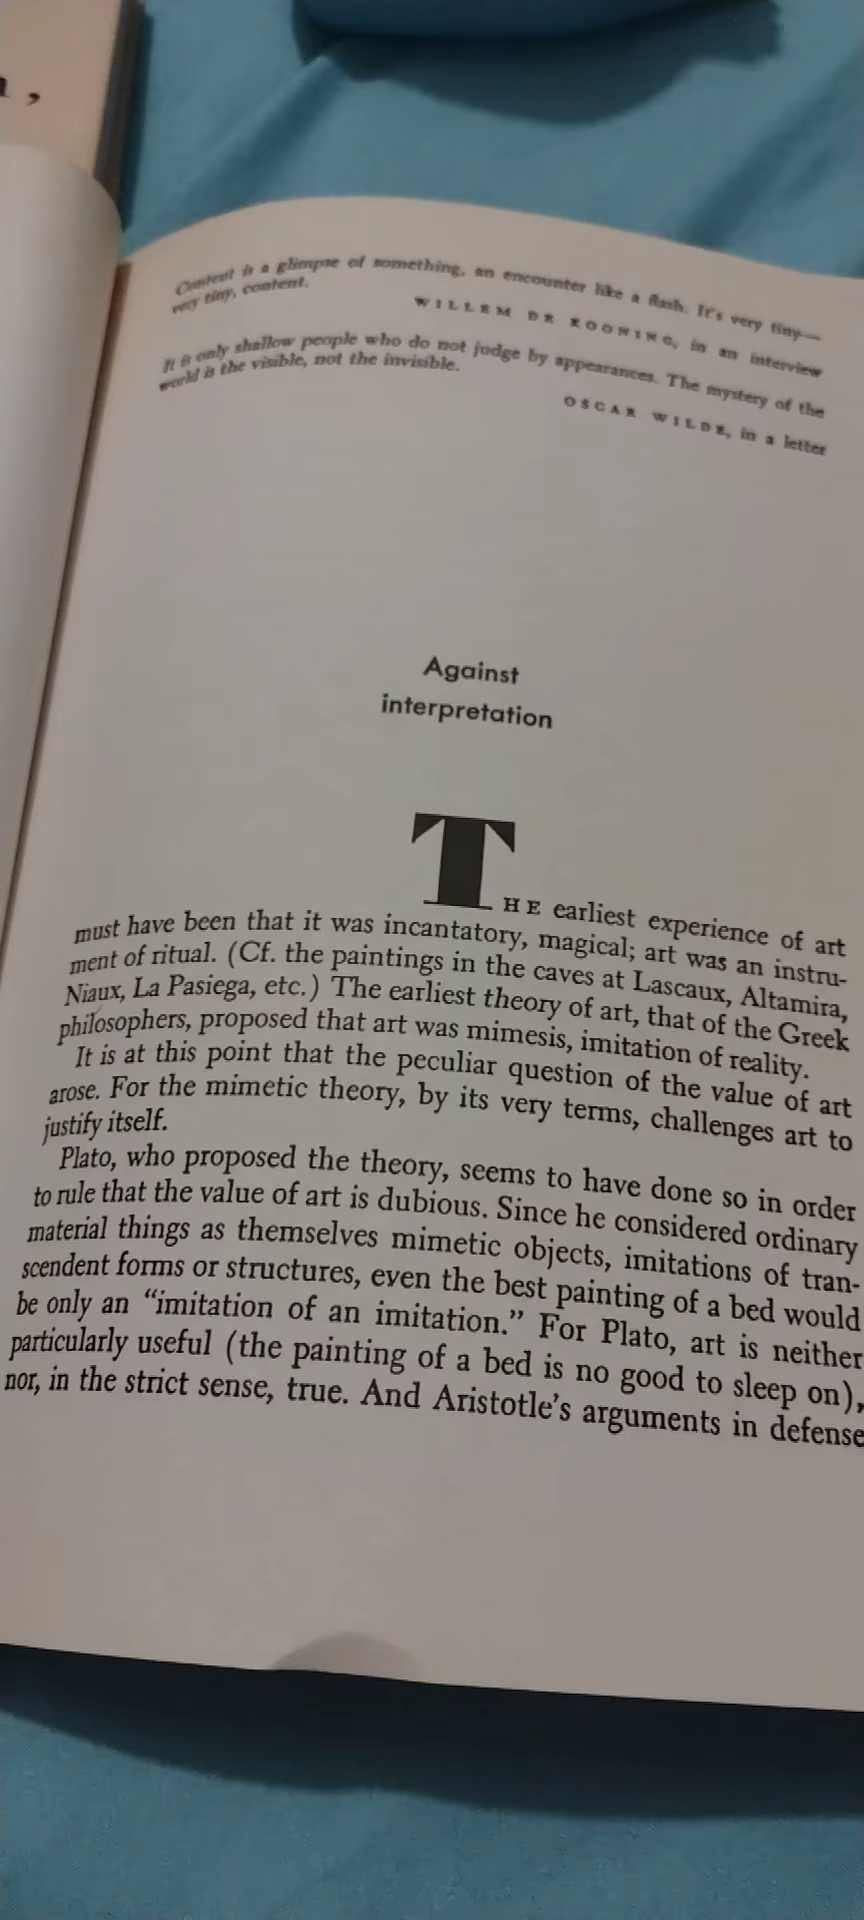 ,
Content is a glimpse of something, an encounter like a flash. It's very tiny—
very tiny, content.
WILLEM DE KOONING, in an interview
It is only shallow people who do not judge by appearances. The mystery of the
world is the visible, not the invisible.
OSCAR WILDE, in a letter
Against
interpretation
THE earliest experience of art
must have been that it was incantatory, magical; art was an instru-
ment of ritual. (Cf. the paintings in the caves at Lascaux, Altamira,
Niaux, La Pasiega, etc.) The earliest theory of art, that of the Greek
philosophers, proposed that art was mimesis, imitation of reality.
It is at this point that the peculiar question of the value of art
arose. For the mimetic theory, by its very terms, challenges art to
justify itself.
Plato, who proposed the theory, seems to have done so in order
to rule that the value of art is dubious. Since he considered ordinary
material things as themselves mimetic objects, imitations of tran-
scendent forms or structures, even the best painting of a bed would
be only an “imitation of an imitation.” For Plato, art is neither
particularly useful (the painting of a bed is no good to sleep on),
nor, in the strict sense, true. And Aristotle's arguments in defense